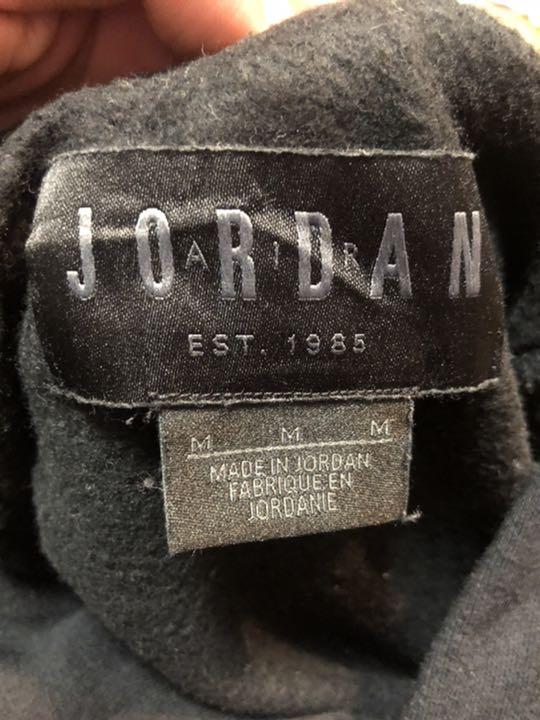 JORDAN
AIR
EST. 1985
M M M
MADE IN JORDAN
FABRIQUE EN
JORDANIE